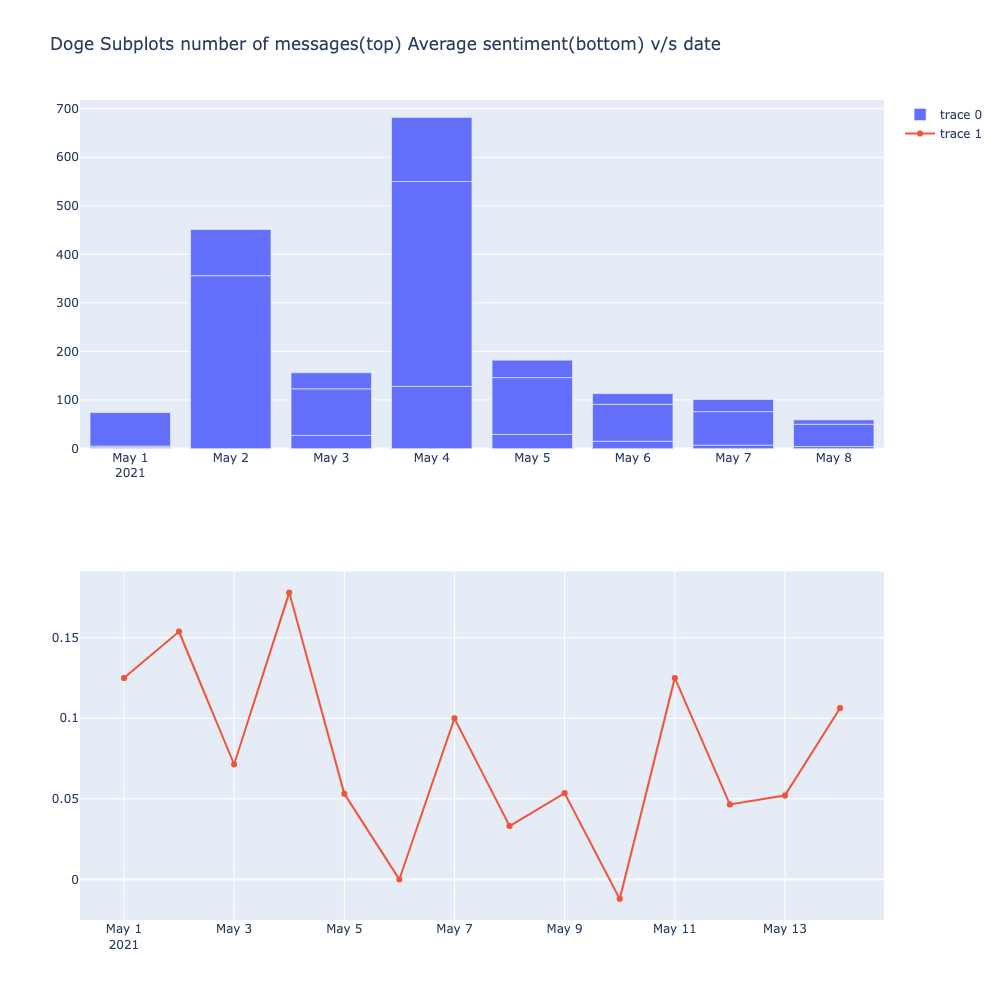 Doge Subplots number of messages(top) Average sentiment(bottom) v/s date
trace 0
trace 1
700
600
500
400
300
200
100
0
May 1 May 2 May 3 May 4 May 5 May 6 May 7 May 8
2021
0.15
0.1
0.05
0
May 1 May 3 May 5 May 7 May 9 May 11 May 13
2021